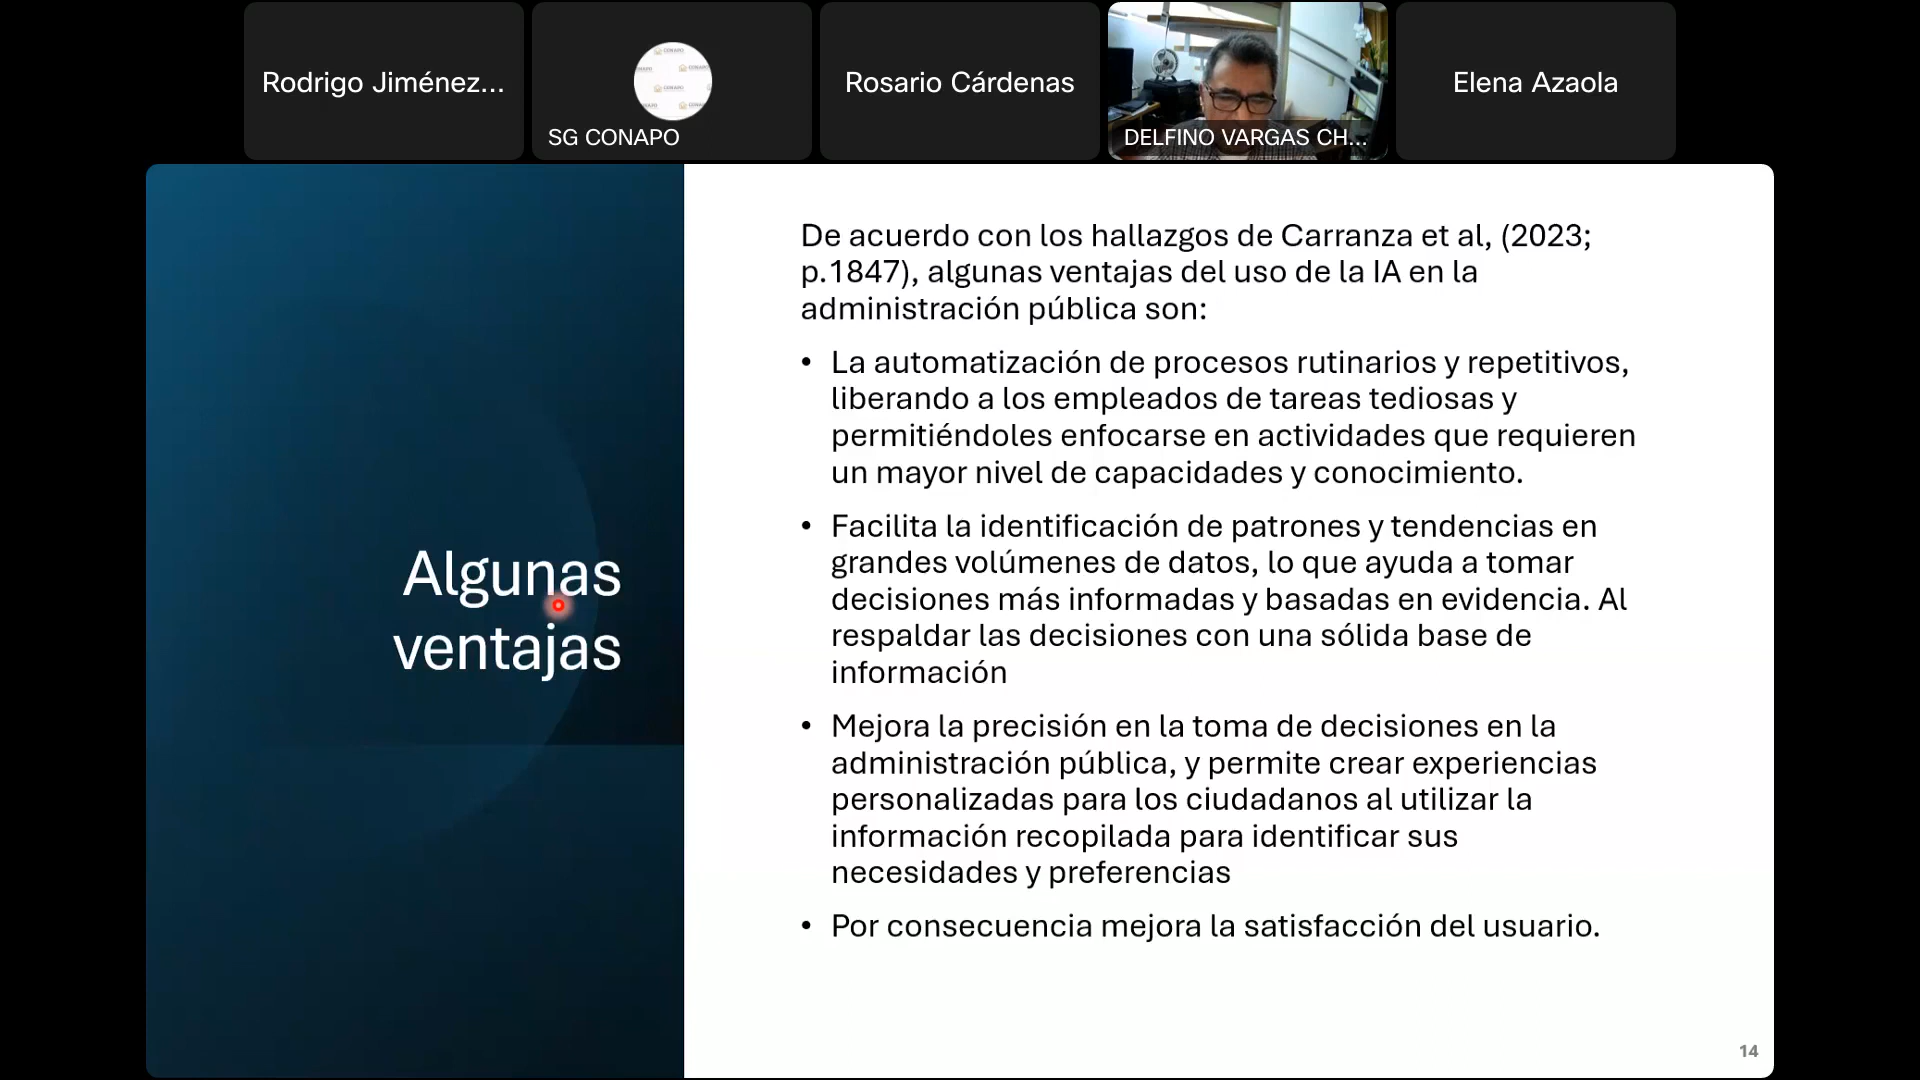 Rodrigo Jiménez...
CONAPO
CONAPO
CONAPO
SG CONAPO
Rosario Cárdenas
DELFINO VARGAS CH...
Elena Azaola
Algunas
ventajas
De acuerdo con los hallazgos de Carranza et al, (2023;
p.1847), algunas ventajas del uso de la IA en la
administración pública son:
• La automatización de procesos rutinarios y repetitivos,
liberando a los empleados de tareas tediosas y
permitiéndoles enfocarse en actividades que requieren
un mayor nivel de capacidades y conocimiento.
• Facilita la identificación de patrones y tendencias en
grandes volúmenes de datos, lo que ayuda a tomar
decisiones más informadas y basadas en evidencia. Al
respaldar las decisiones con una sólida base de
información
• Mejora la precisión en la toma de decisiones en la
administración pública, y permite crear experiencias
personalizadas para los ciudadanos al utilizar la
información recopilada para identificar sus
necesidades y preferencias
• Por consecuencia mejora la satisfacción del usuario.
14